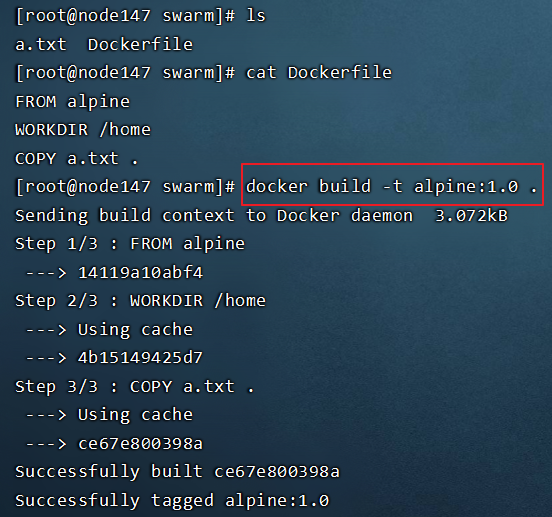 [root@node147 swarm]# ls
a.txt  Dockerfile
[root@node147 swarm]# cat Dockerfile
FROM alpine
WORKDIR /home
COPY a.txt .
[root@node147 swarm]# docker build -t alpine:1.0 .
Sending build context to Docker daemon  3.072kB
Step 1/3 : FROM alpine
 ---> 14119a10abf4
Step 2/3 : WORKDIR /home
 ---> Using cache
 ---> 4b15149425d7
Step 3/3 : COPY a.txt .
 ---> Using cache
 ---> ce67e800398a
Successfully built ce67e800398a
Successfully tagged alpine:1.0